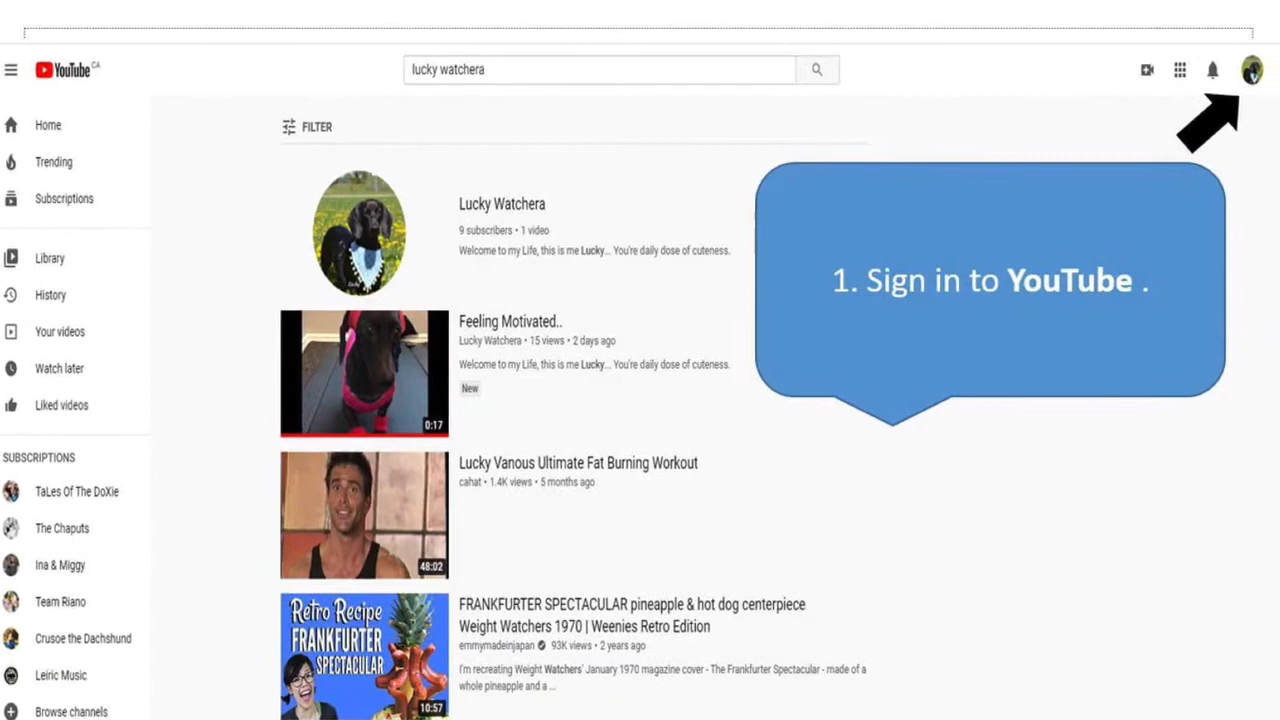 YouTube CA
lucky watchera
Home
Trending
Subscriptions
Library
History
Your videos
Watch later
Liked videos
SUBSCRIPTIONS
TaLes Of The DoXie
The Chaputs
Ina & Miggy
Team Riano
Crusoe the Dachshund
Leiric Music
Browse channels
FILTER
Lucky Watchera
9 subscribers • 1 video
Welcome to my Life, this is me Lucky... You're daily dose of cuteness.
0:17
Feeling Motivated..
Lucky Watchera • 15 views • 2 days ago
Welcome to my Life, this is me Lucky... You're daily dose of cuteness.
New
48:02
Lucky Vanous Ultimate Fat Burning Workout
cahat • 1.4K views • 5 months ago
Retro Recipe
FRANKFURTER
SPECTACULAR
10:57
FRANKFURTER SPECTACULAR pineapple & hot dog centerpiece
Weight Watchers 1970 | Weenies Retro Edition
emmymadeinjapan 93K views • 2 years ago
I'm recreating Weight Watchers' January 1970 magazine cover - The Frankfurter Spectacular - made of a
whole pineapple and a ...
1. Sign in to YouTube .